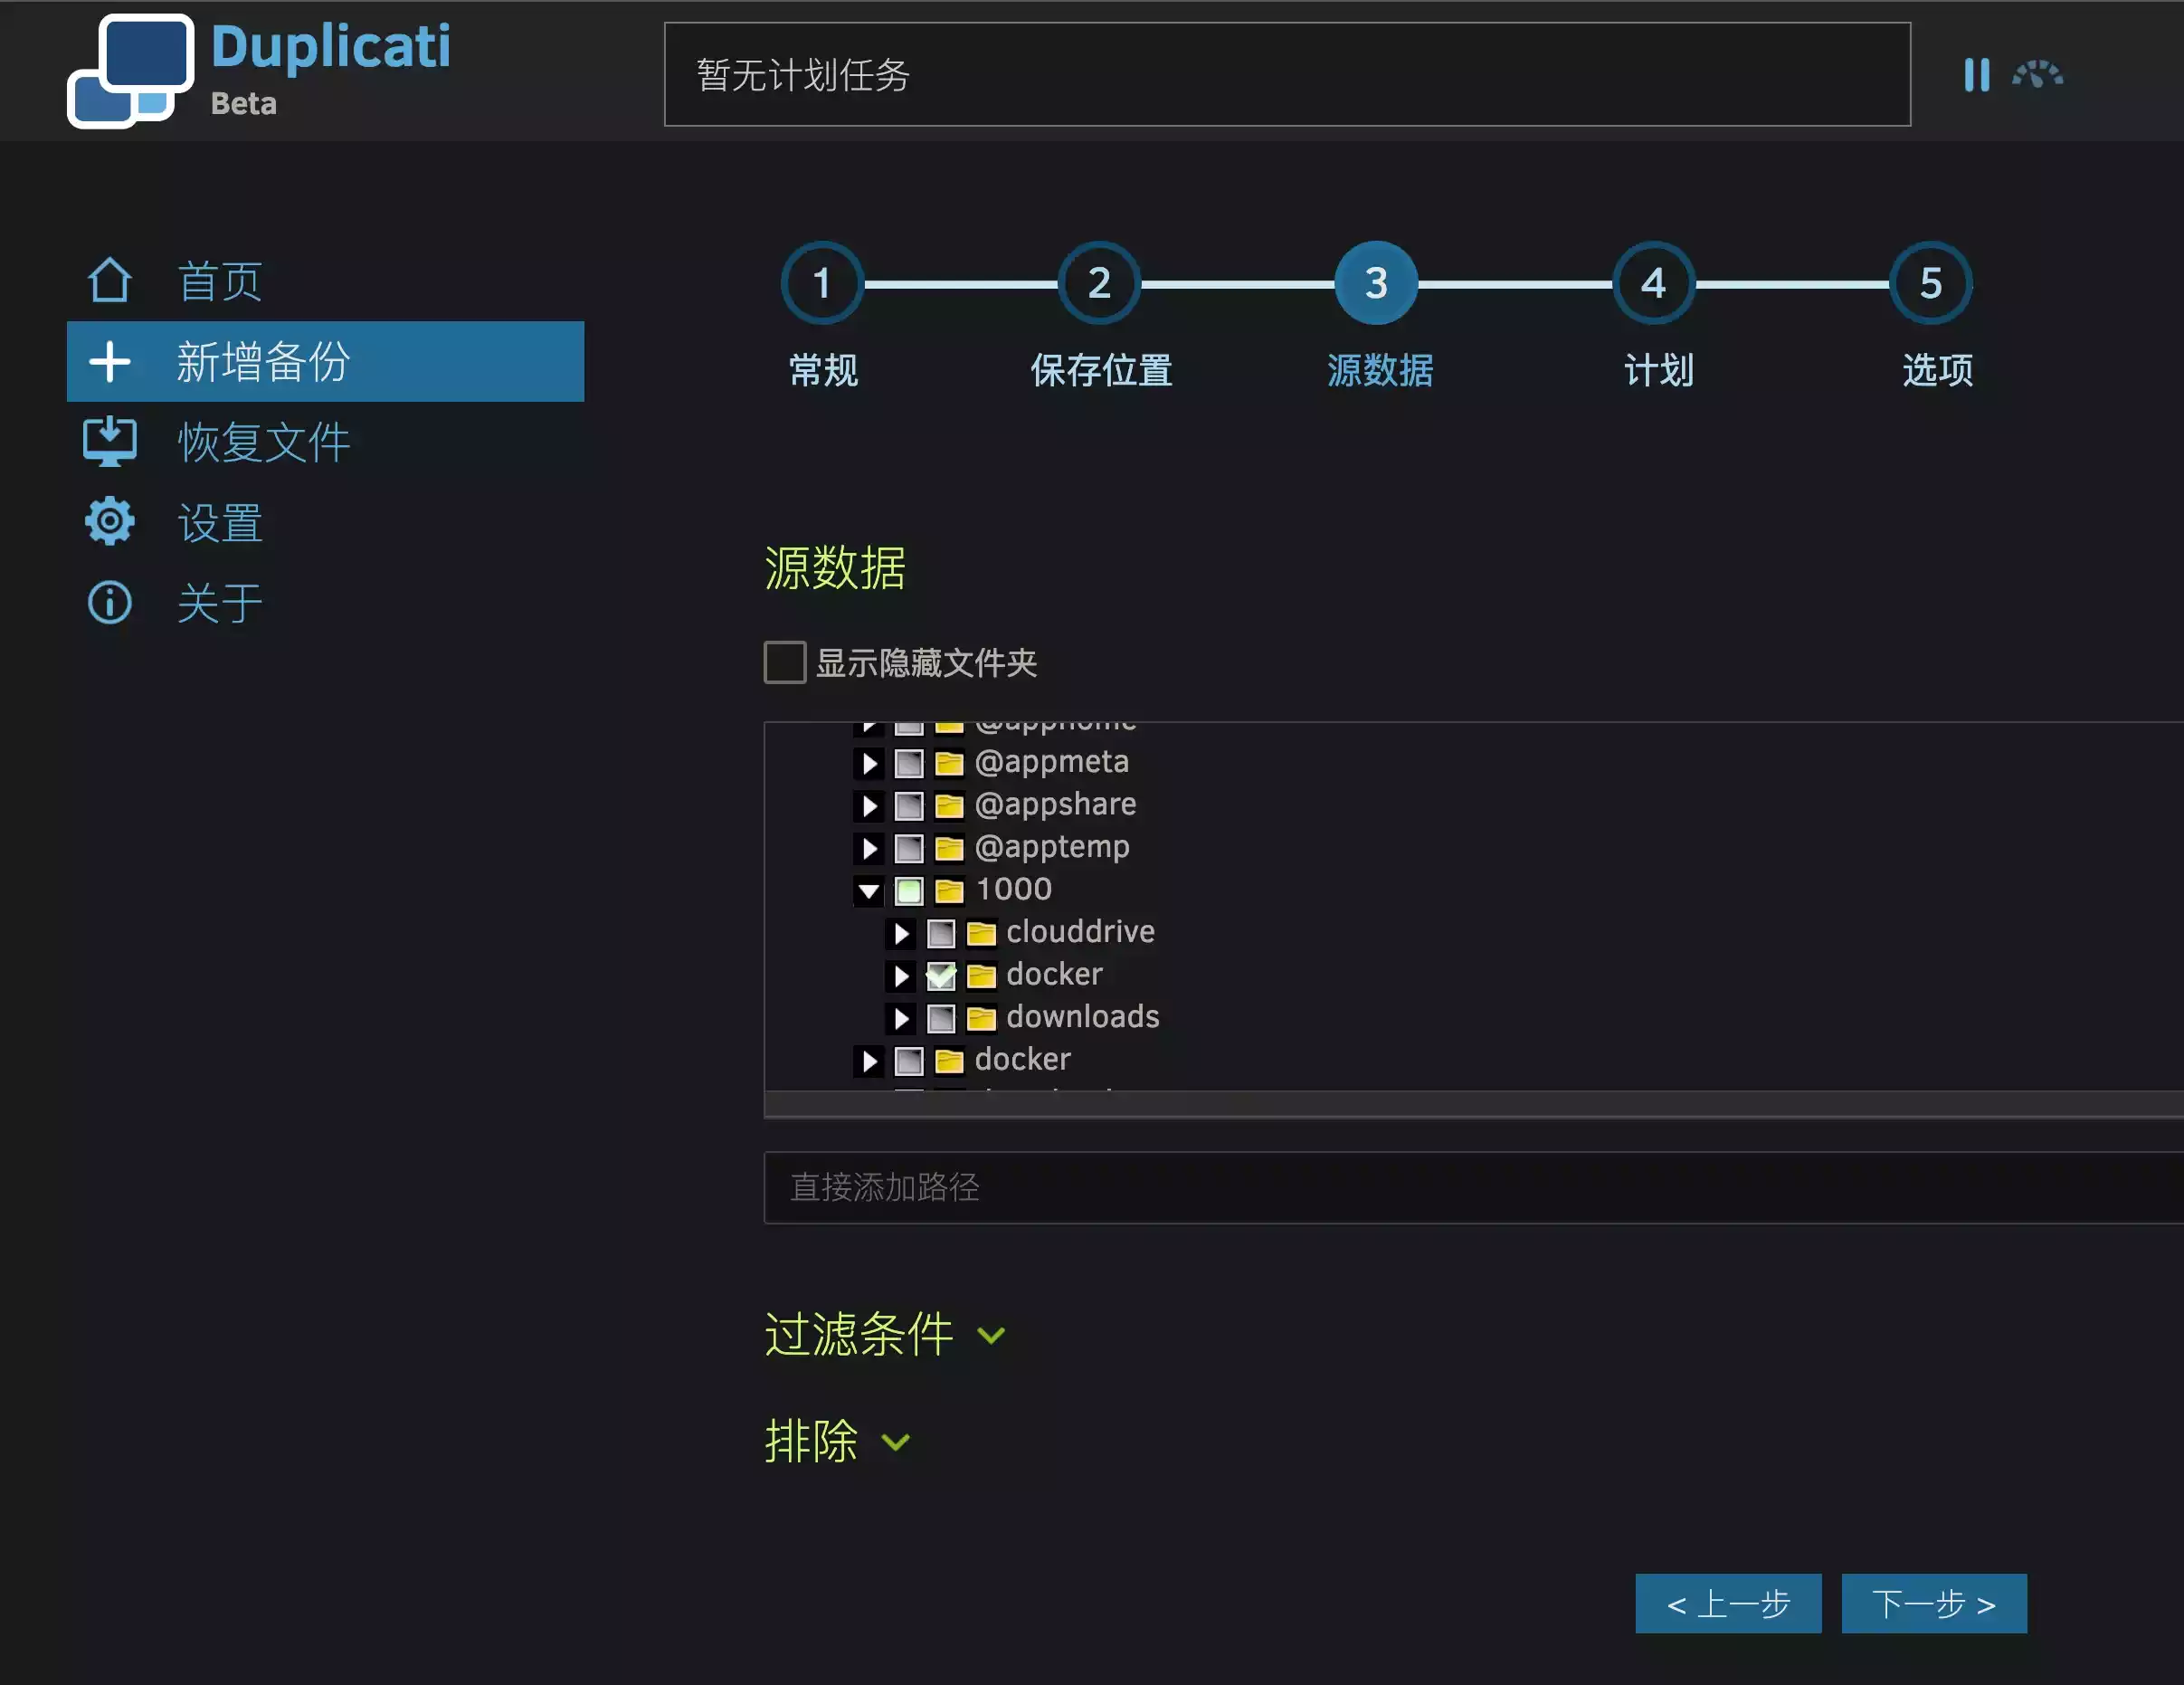 Duplicati
Beta
暂无计划任务
首页
新增备份
恢复文件
设置
关于
1
2
3
4
5
常规
保存位置
源数据
计划
选项
源数据
显示隐藏文件夹
@apphome
@appmeta
@appshare
@apptemp
1000
clouddrive
docker
downloads
docker
直接添加路径
过滤条件
排除
< 上一步
下一步 >